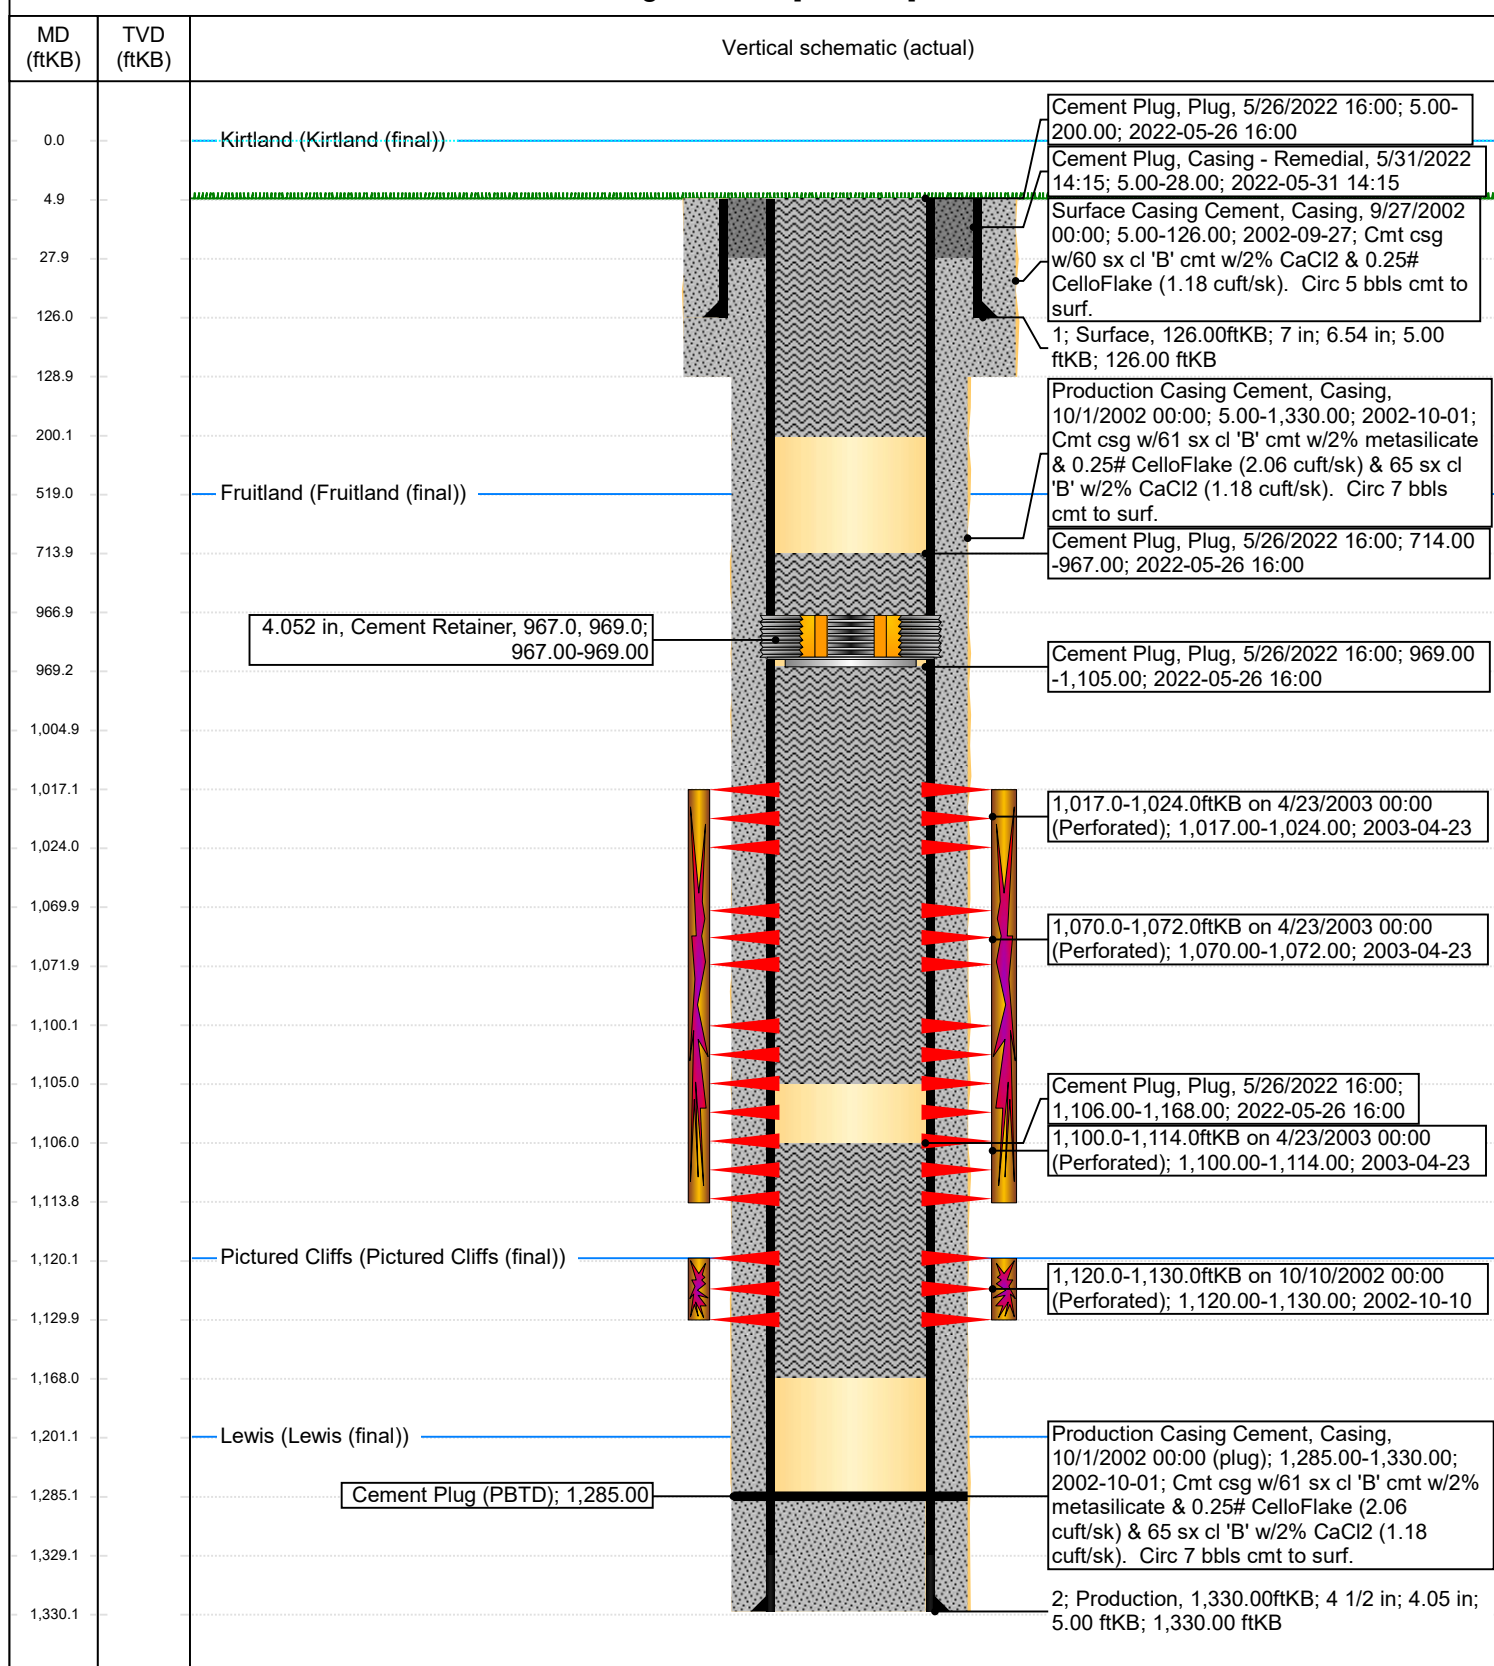 MD
(ftKB)
TVD
(ftKB)
Vertical schematic (actual)
0.0
4.9
27.9
126.0
128.9
200.1
519.0
713.9
966.9
969.2
1,004.9
1,017.1
1,024.0
1,069.9
1,071.9
1,100.1
1,105.0
1,106.0
1,113.8
1,120.1
1,129.9
1,168.0
1,201.1
1,285.1
1,329.1
1,330.1
Kirtland (Kirtland (final))
Fruitland (Fruitland (final))
4.052 in, Cement Retainer, 967.0, 969.0;
967.00-969.00
Pictured Cliffs (Pictured Cliffs (final))
Lewis (Lewis (final))
Cement Plug (PBTD); 1,285.00
Cement Plug, Plug, 5/26/2022 16:00; 5.00-
200.00; 2022-05-26 16:00
Cement Plug, Casing - Remedial, 5/31/2022
14:15; 5.00-28.00; 2022-05-31 14:15
Surface Casing Cement, Casing, 9/27/2002
00:00; 5.00-126.00; 2002-09-27; Cmt csg
w/60 sx cl 'B' cmt w/2% CaCl2 & 0.25#
CelloFlake (1.18 cuft/sk).  Circ 5 bbls cmt to
surf.
1; Surface, 126.00ftKB; 7 in; 6.54 in; 5.00
ftKB; 126.00 ftKB
Production Casing Cement, Casing,
10/1/2002 00:00; 5.00-1,330.00; 2002-10-01;
Cmt csg w/61 sx cl 'B' cmt w/2% metasilicate
& 0.25# CelloFlake (2.06 cuft/sk) & 65 sx cl
'B' w/2% CaCl2 (1.18 cuft/sk).  Circ 7 bbls
cmt to surf.
Cement Plug, Plug, 5/26/2022 16:00; 714.00
-967.00; 2022-05-26 16:00
Cement Plug, Plug, 5/26/2022 16:00; 969.00
-1,105.00; 2022-05-26 16:00
1,017.0-1,024.0ftKB on 4/23/2003 00:00
(Perforated); 1,017.00-1,024.00; 2003-04-23
1,070.0-1,072.0ftKB on 4/23/2003 00:00
(Perforated); 1,070.00-1,072.00; 2003-04-23
Cement Plug, Plug, 5/26/2022 16:00;
1,106.00-1,168.00; 2022-05-26 16:00
1,100.0-1,114.0ftKB on 4/23/2003 00:00
(Perforated); 1,100.00-1,114.00; 2003-04-23
1,120.0-1,130.0ftKB on 10/10/2002 00:00
(Perforated); 1,120.00-1,130.00; 2002-10-10
Production Casing Cement, Casing,
10/1/2002 00:00 (plug); 1,285.00-1,330.00;
2002-10-01; Cmt csg w/61 sx cl 'B' cmt w/2%
metasilicate & 0.25# CelloFlake (2.06
cuft/sk) & 65 sx cl 'B' w/2% CaCl2 (1.18
cuft/sk).  Circ 7 bbls cmt to surf.
2; Production, 1,330.00ftKB; 4 1/2 in; 4.05 in;
5.00 ftKB; 1,330.00 ftKB